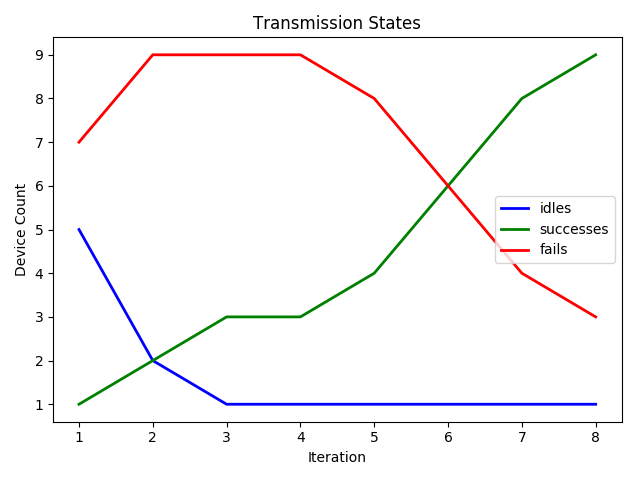 Transmission States
Device Count
9
8
7
6
5
4
3
2
1
idles
successes
fails
1 2 3 4 5 6 7 8
Iteration